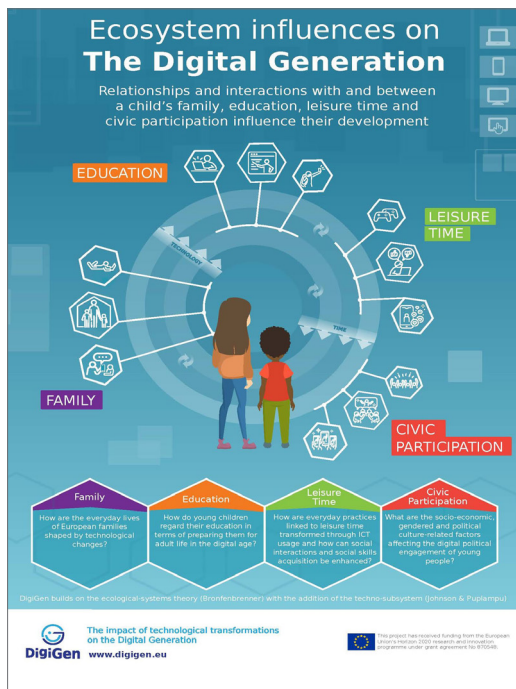 Ecosystem influences on
The Digital Generation
Relationships and interactions with and between
a child's family, education, leisure time and
civic participation influence their development
EDUCATION
LEISURE
TIME
TECHNOLOGY
TIME
FAMILY
CIVIC
PARTICIPATION
Family
How are the everyday lives
of European families
shaped by technological
changes?
Education
How do young children
regard their education in
terms of preparing them for
adult life in the digital age?
Leisure
Time
How are everyday practices
linked to leisure time
transformed through ICT
usage and how can social
interactions and social skills
acquisition be enhanced?
Civic
Participation
What are the socio-economic,
gendered and political
culture-related factors
affecting the digital political
engagement of young
people?
DigiGen builds on the ecological-systems theory (Bronfenbrenner) with the addition of the techno-subsystem (Johnson & Puplampu)
DigiGen
The impact of technological transformations
on the Digital Generation
www.digigen.eu
This project has received funding from the European
Union's Horizon 2020 research and innovation
programme under grant agreement No 870548.